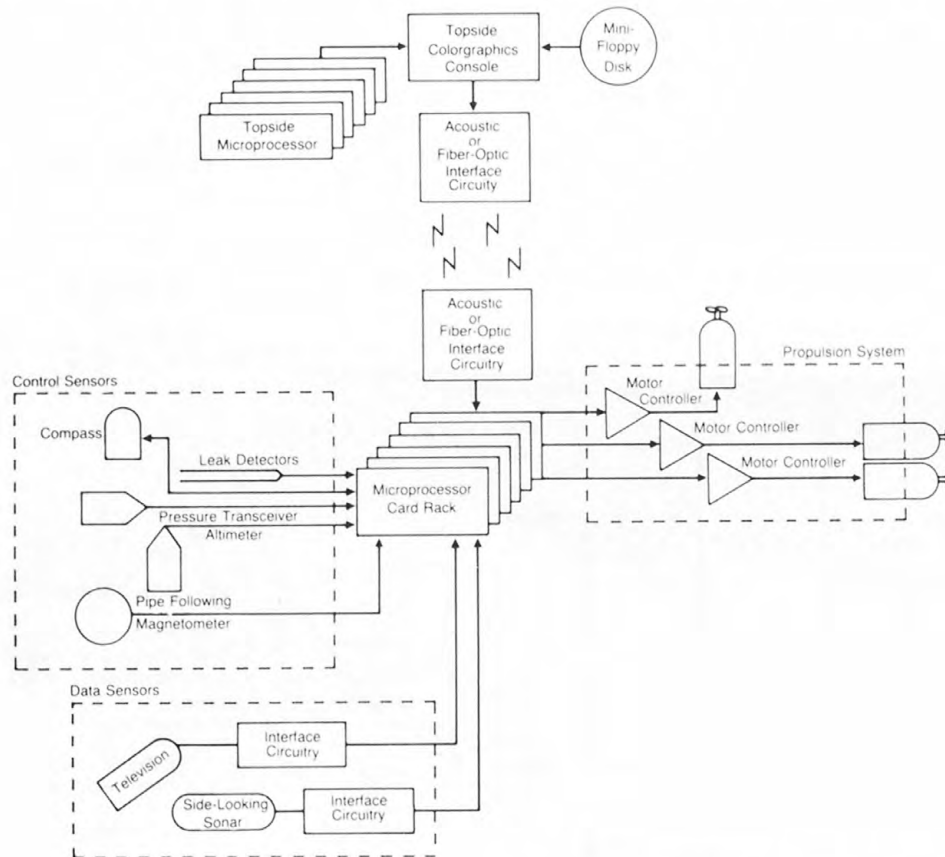 Topside
Colorgraphics
Console
Mini-
Floppy
Disk
Topside
Microprocessor
Acoustic
or
Fiber-Optic
Interface
Circuity
Acoustic
or
Fiber-Optic
Interface
Circuitry
Propulsion System
Motor
Controller
Motor Controller
Motor Controller
Control Sensors
Compass
Leak Detectors
Microprocessor
Card Rack
Pressure Transceiver
Altimeter
Pipe Following
Magnetometer
Data Sensors
Television
Interface
Circuitry
Side-Looking
Sonar
Interface
Circuitry